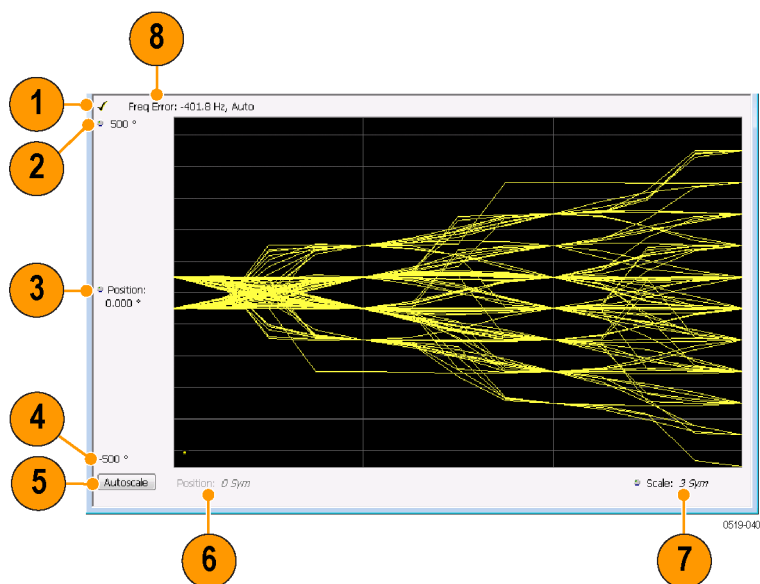 8
1
Freq Error: -401.8 Hz, Auto
2
500 °
3
Position:
0.000 °
4
-500 °
5
Autoscale
Position: 0 Sym
Scale: 3 Sym
0519-040
6
7